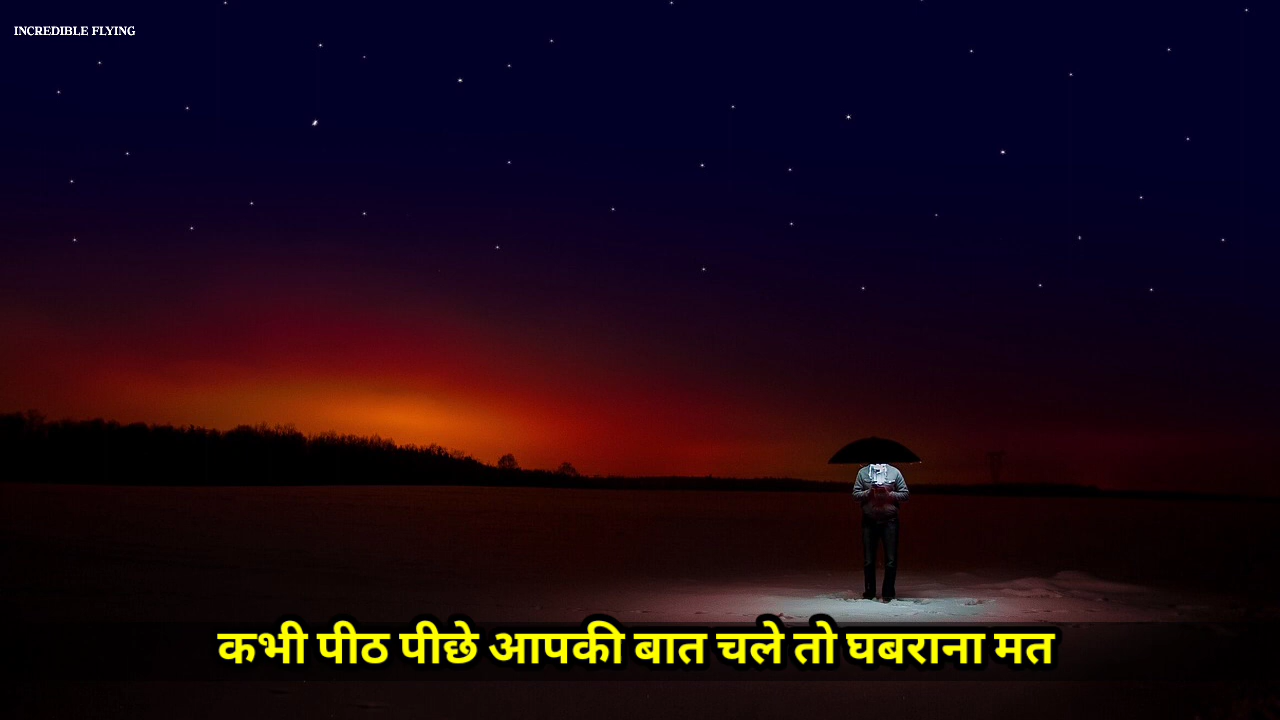 INCREDIBLE FLYING
कभी पीठ पीछे आपकी बात चले तो घबराना मत